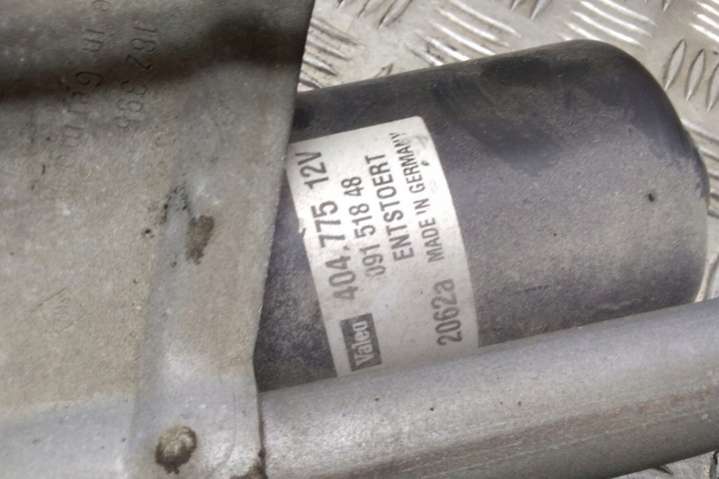 Valeo 404.775 12V
091 518 48
ENTSTOERT
2062a MADE IN GERMANY